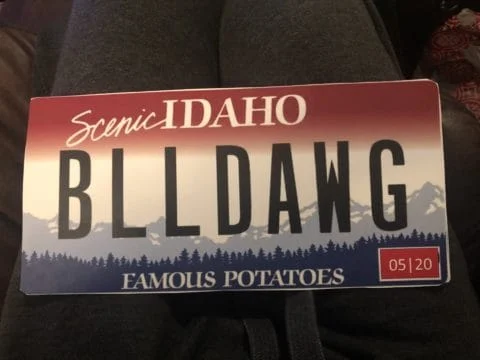 Scenic IDAHO
BLLDAWG
05|20
FAMOUS POTATOES